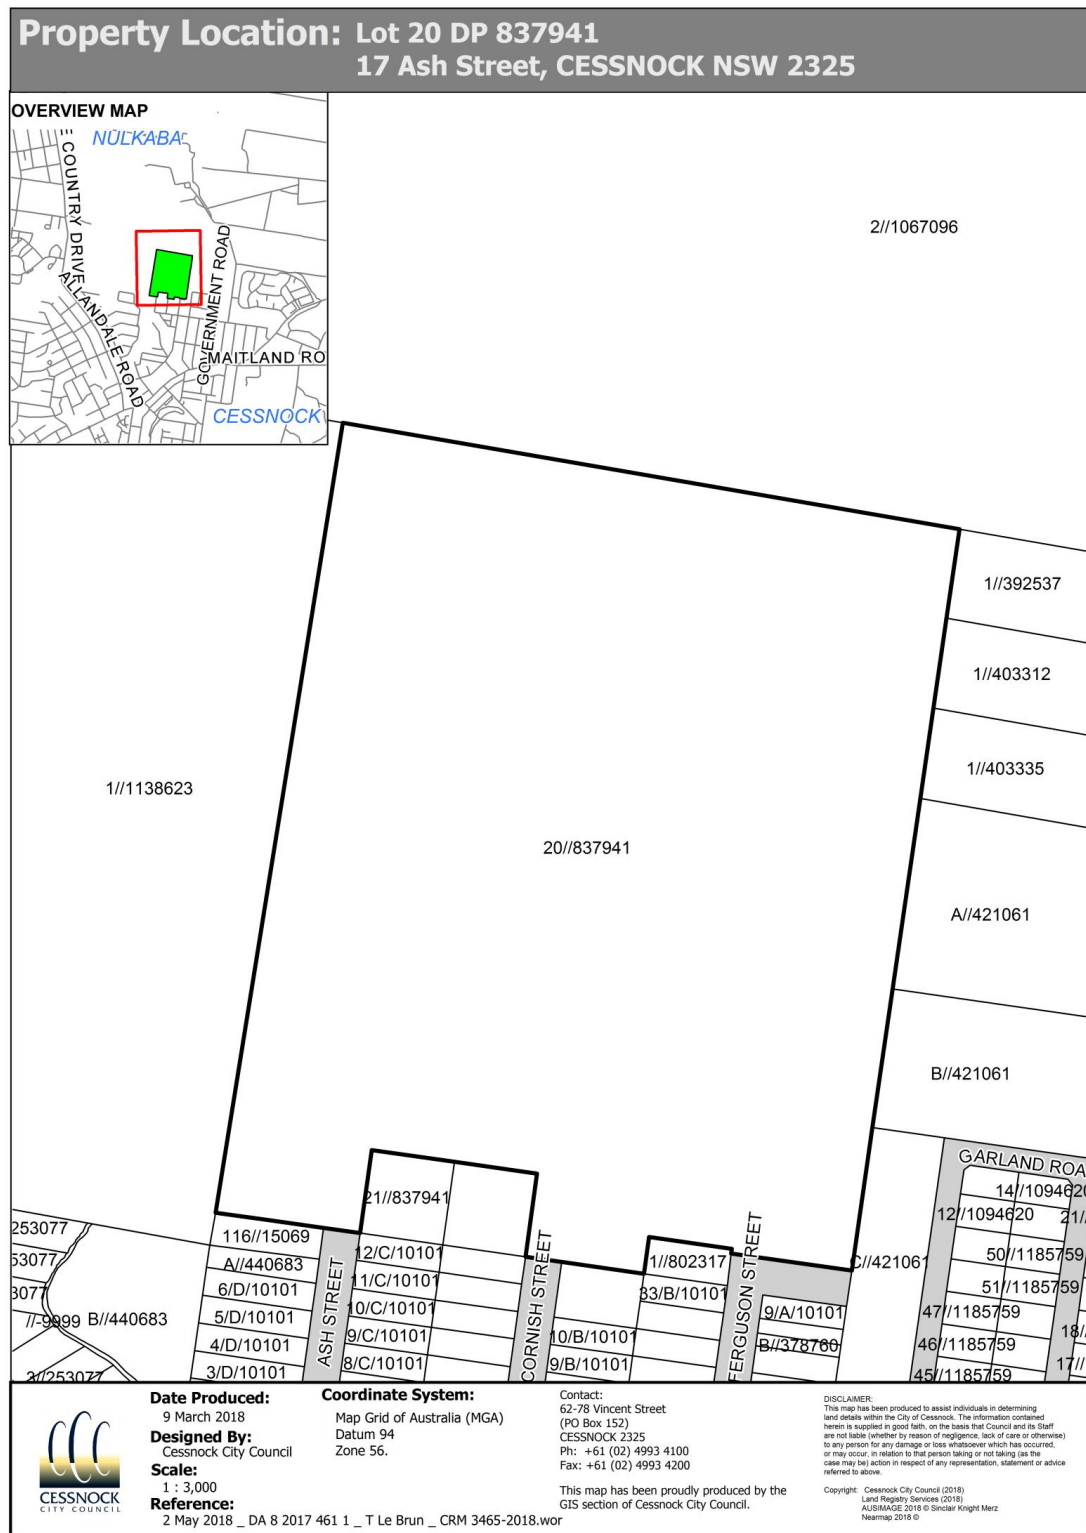 Property Location: Lot 20 DP 837941
17 Ash Street, CESSNOCK NSW 2325
OVERVIEW MAP
NULKABA
E COUNTRY DRIVE
ALLANDALE ROAD
GOVERNMENT ROAD
MAITLAND RO
CESSNOCK
2//1067096
1//392537
1//403312
1//403335
1//1138623
20//837941
A//421061
B//421061
GARLAND ROA
21//837941
14//1094620
12//1094620
21/
253077
116//15069
12/C/10101
1//802317
C//421061
50//1185759
53077
A//440683
11/C/10101
33/B/10101
51//1185759
3077
6/D/10101
10/C/10101
9/A/10101
47//1185759
//-9999
B//440683
5/D/10101
9/C/10101
10/B/10101
B//378760
46//1185759
18/
4/D/10101
8/C/10101
9/B/10101
45//1185759
17//
2//253077
3/D/10101
ASH STREET
CORNISH STREET
FERGUSON STREET
CESSNOCK
CITY COUNCIL
Date Produced:
9 March 2018
Designed By:
Cessnock City Council
Scale:
1 : 3,000
Reference:
2 May 2018 _ DA 8 2017 461 1 _ T Le Brun _ CRM 3465-2018.wor
Coordinate System:
Map Grid of Australia (MGA)
Datum 94
Zone 56.
Contact:
62-78 Vincent Street
(PO Box 152)
CESSNOCK 2325
Ph: +61 (02) 4993 4100
Fax: +61 (02) 4993 4200
This map has been proudly produced by the
GIS section of Cessnock City Council.
DISCLAIMER:
This map has been produced to assist individuals in determining
land details within the City of Cessnock. The information contained
herein is supplied in good faith, on the basis that Council and its Staff
are not liable (whether by reason of negligence, lack of care or otherwise)
to any person for any damage or loss whatsoever which has occurred,
or may occur, in relation to that person taking or not taking (as the
case may be) action in respect of any representation, statement or advice
referred to above.
Copyright: Cessnock City Council (2018)
Land Registry Services (2018)
AUSIMAGE 2018 © Sinclair Knight Merz
Nearmap 2018 ©